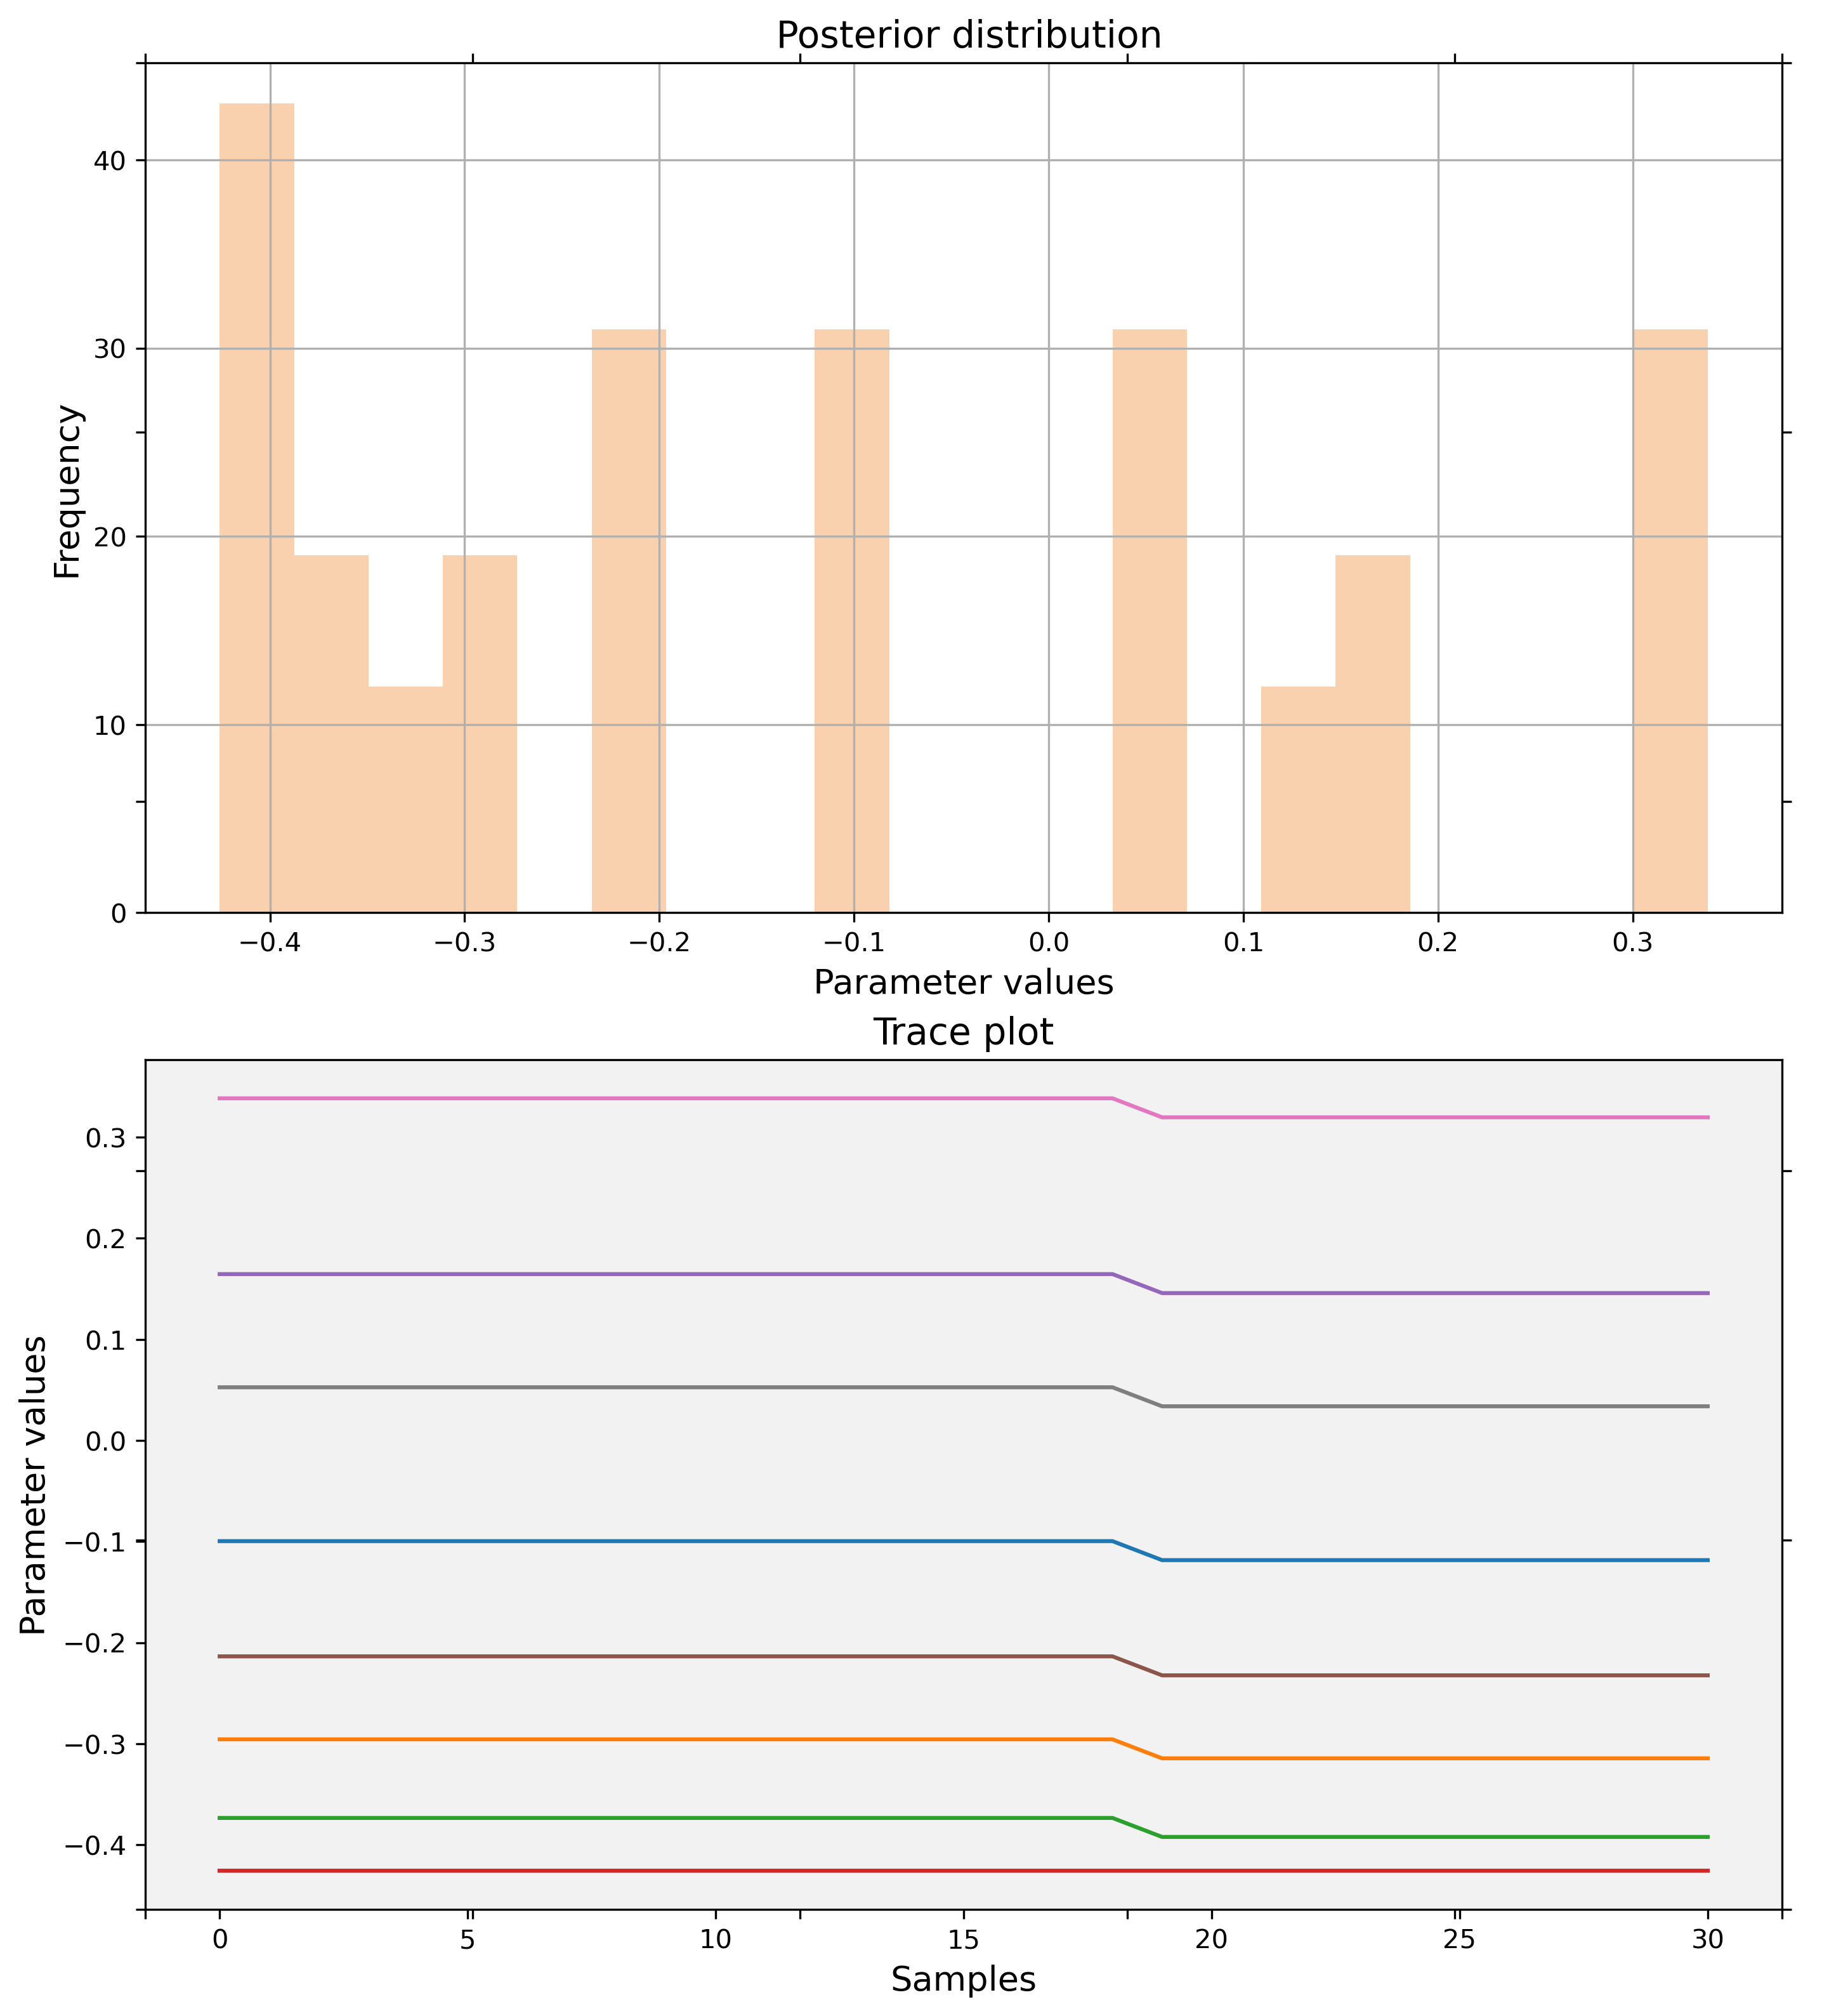 Posterior distribution
40
30
20
10
0
Frequency
−0.4 −0.3 −0.2 −0.1 0.0 0.1 0.2 0.3
Parameter values
Trace plot
0.3
0.2
0.1
0.0
−0.1
−0.2
−0.3
−0.4
Parameter values
0 5 10 15 20 25 30
Samples